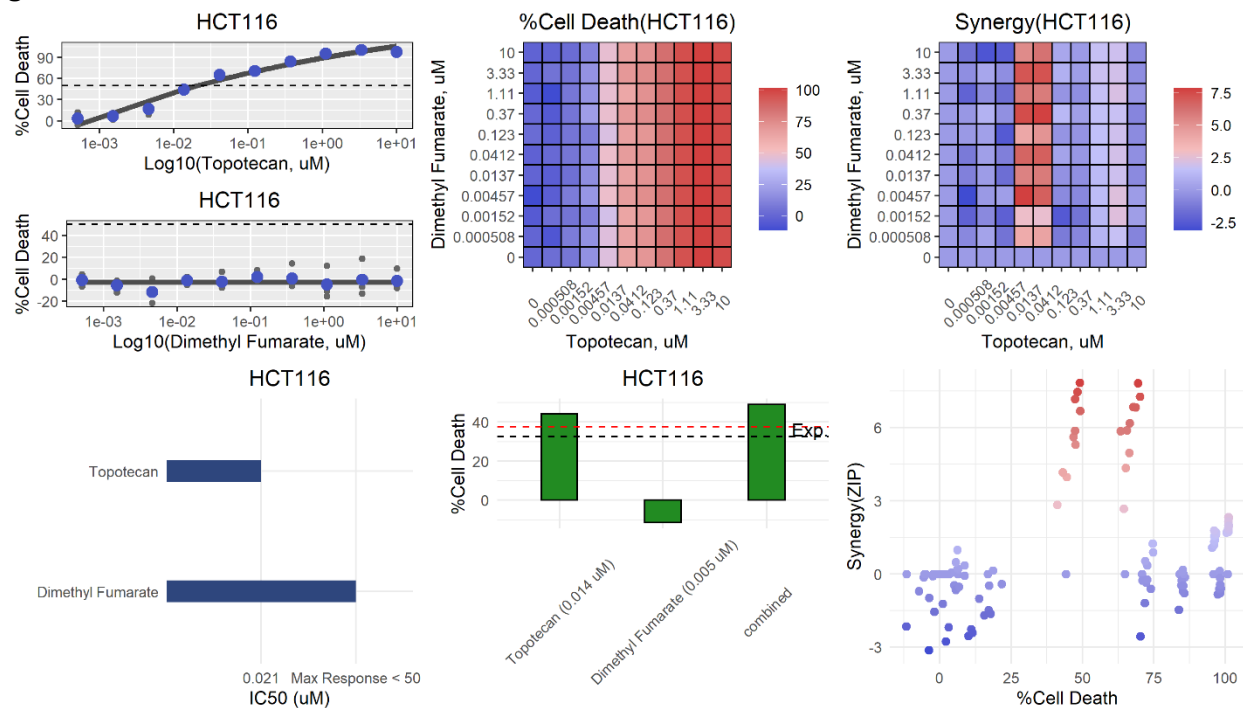 HCT116
%Cell Death
90
60
30
0
1e-03
1e-02
1e-01
1e+00
1e+01
Log10(Topotecan, uM)
HCT116
%Cell Death
40
20
0
-20
1e-03
1e-02
1e-01
1e+00
1e+01
Log10(Dimethyl Fumarate, uM)
%Cell Death(HCT116)
Dimethyl Fumarate, uM
10
3.33
1.11
0.37
0.123
0.0412
0.0137
0.00457
0.00152
0.000508
0
0
0.000508
0.00152
0.00457
0.0137
0.0412
0.123
0.37
1.11
3.33
10
Topotecan, uM
100
75
50
25
0
Synergy(HCT116)
Dimethyl Fumarate, uM
10
3.33
1.11
0.37
0.123
0.0412
0.0137
0.00457
0.00152
0.000508
0
0
0.000508
0.00152
0.00457
0.0137
0.0412
0.123
0.37
1.11
3.33
10
Topotecan, uM
7.5
5.0
2.5
0.0
-2.5
HCT116
Topotecan
Dimethyl Fumarate
0.021
Max Response < 50
IC50 (uM)
HCT116
%Cell Death
40
20
0
Exp
Topotecan (0.014 uM)
Dimethyl Fumarate (0.005 uM)
combined
Synergy(ZIP)
6
3
0
-3
0
25
50
75
100
%Cell Death